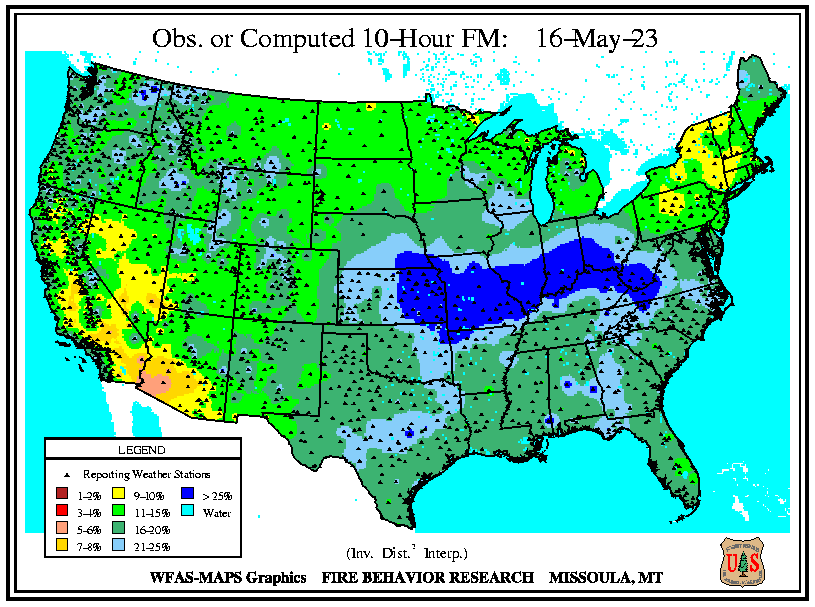 Obs. or Computed 10-Hour FM: 16-May-23
LEGEND
Reporting Weather Stations
1-2% 9-10% > 25%
3-4% 11-15% Water
5-6% 16-20%
7-8% 21-25%
(Inv. Dist.² Interp.)
WFAS-MAPS Graphics FIRE BEHAVIOR RESEARCH MISSOULA, MT
U S